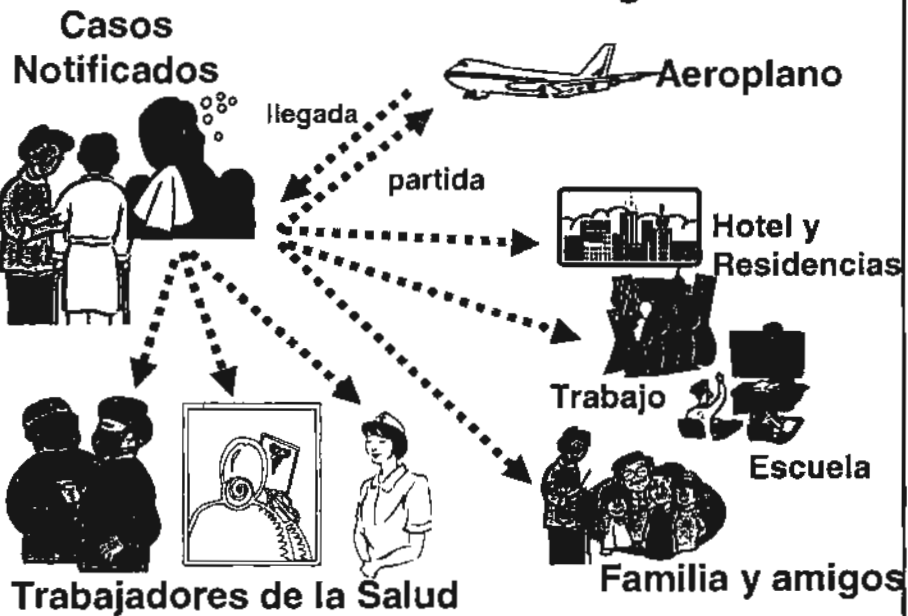 Casos
Notificados
llegada
Aeroplano
partida
Hotel y
Residencias
Trabajo
Escuela
Trabajadores de la Salud
Familia y amigos